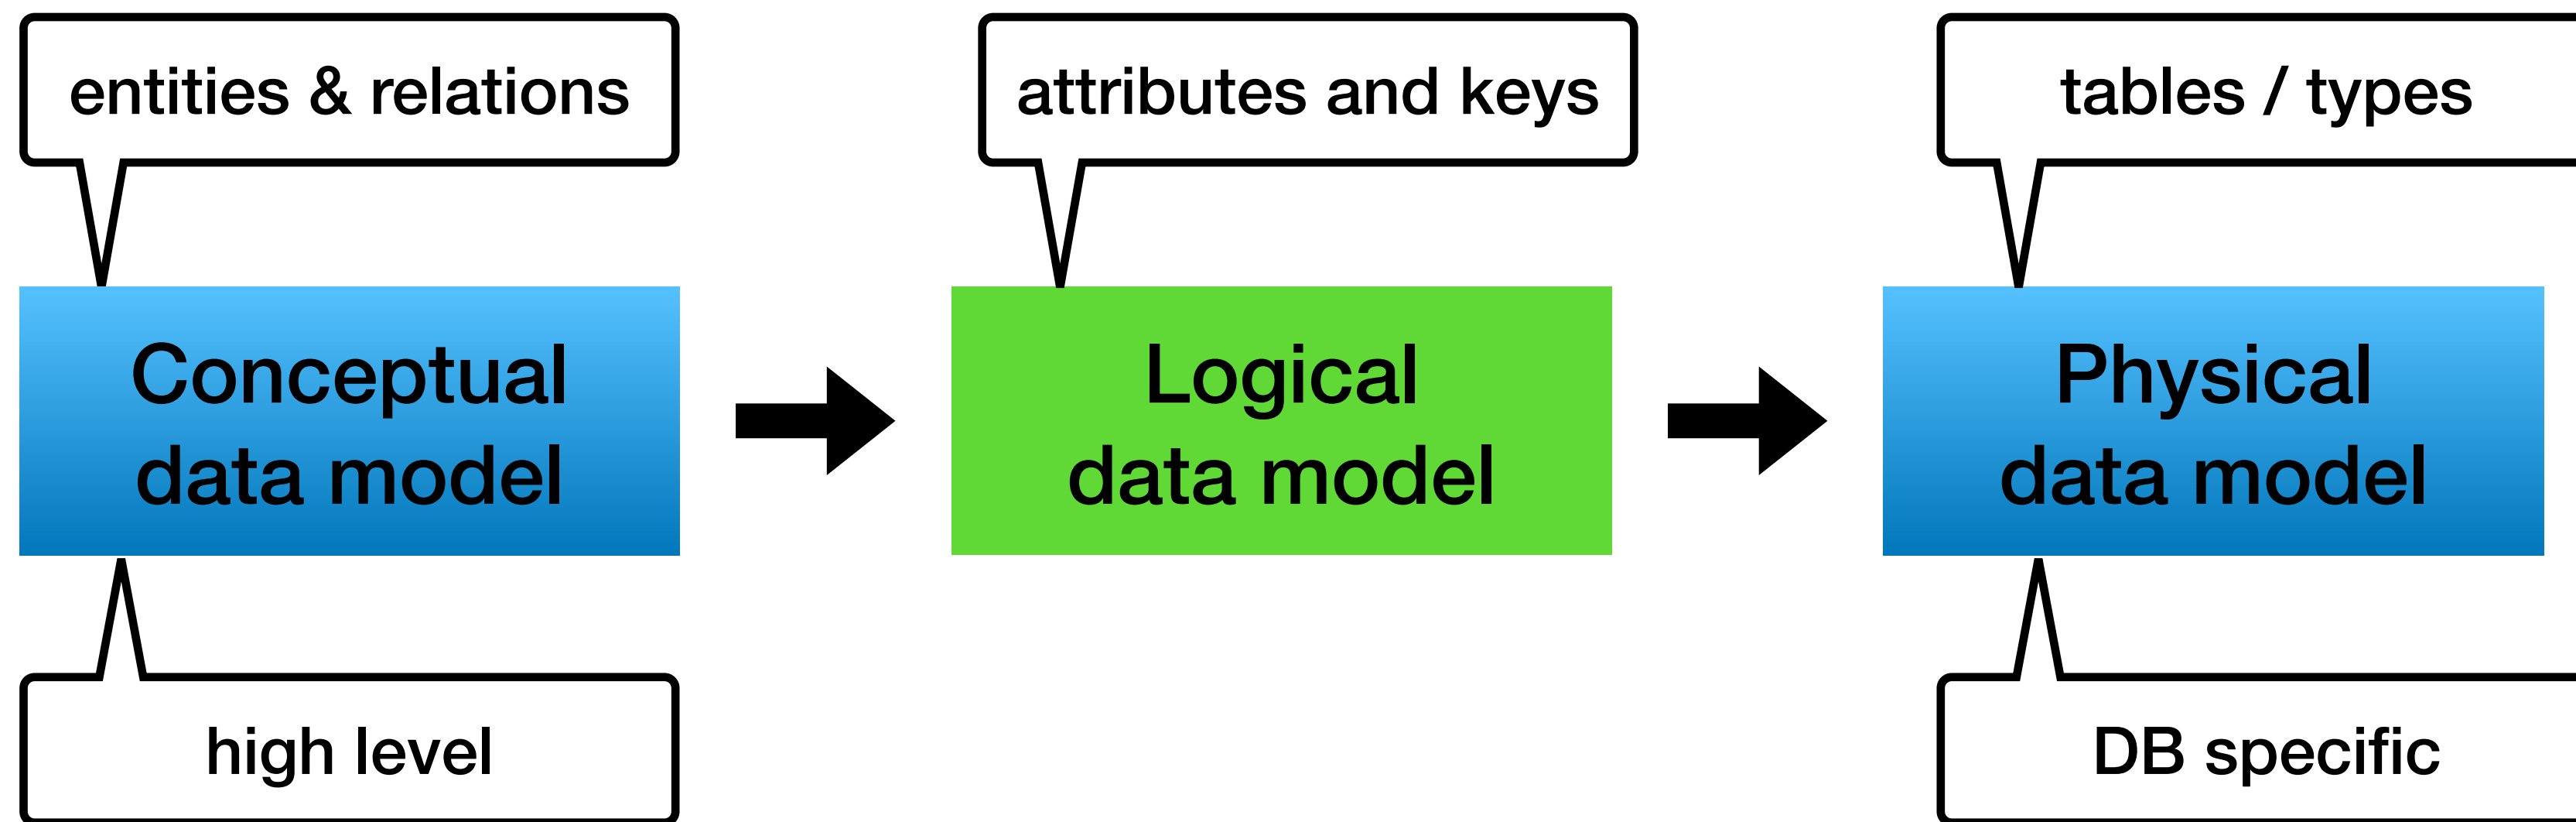 entities & relations
attributes and keys
tables / types
Conceptual
data model
Logical
data model
Physical
data model
high level
DB specific